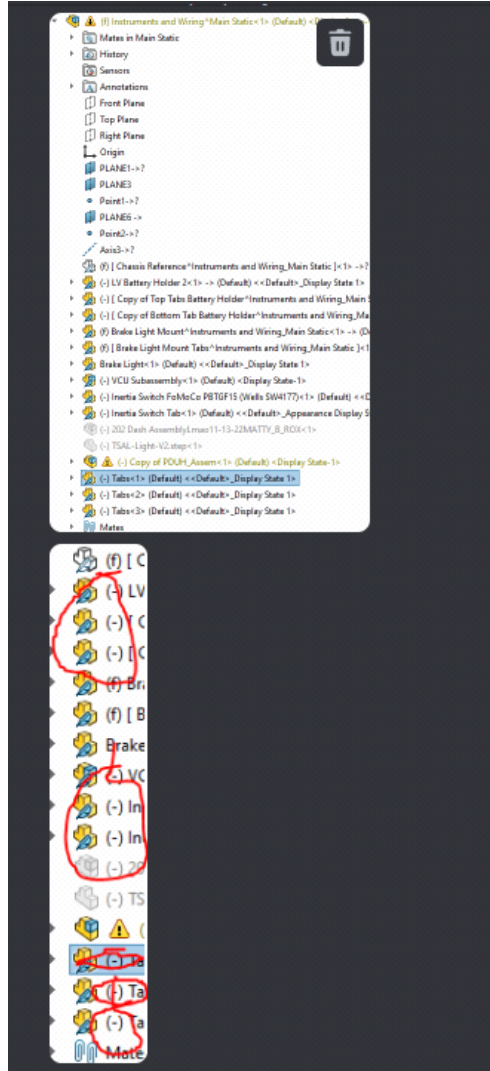 (f) Instruments and Wiring^Main Static<1> (Default) <D
Mates in Main Static
History
Sensors
Annotations
Front Plane
Top Plane
Right Plane
Origin
PLANE1->?
PLANE3
Point1->?
PLANE6 ->
Point2->?
Axis3->?
(f) [ Chassis Reference^Instruments and Wiring_Main Static ]<1> ->?
(-) LV Battery Holder 2<1> -> (Default) <<Default>_Display State 1>
(-) [ Copy of Top Tabs Battery Holder^Instruments and Wiring_Main S
(-) [ Copy of Bottom Tab Battery Holder^Instruments and Wiring_Ma
(f) Brake Light Mount^Instruments and Wiring_Main Static<1> -> (De
(f) [ Brake Light Mount Tabs^Instruments and Wiring_Main Static ]<1
Brake Light<1> (Default) <<Default>_Display State 1>
(-) VCU Subassembly<1> (Default) <Display State-1>
(-) Inertia Switch FoMoCo PBTGF15 (Wells SW4177)<1> (Default) <<D
(-) Inertia Switch Tab<1> (Default) <<Default>_Appearance Display S
(-) 202 Dash AssemblyLmao11-13-22MATTY_B_ROX<1>
(-) TSAL-Light-V2.step<1>
(-) Copy of PDUH_Assem<1> (Default) <Display State-1>
(-) Tabs<1> (Default) <<Default>_Display State 1>
(-) Tabs<2> (Default) <<Default>_Display State 1>
(-) Tabs<3> (Default) <<Default>_Display State 1>
Mates
(f) [ C
(-) LV
(-) [ C
(-) [ C
(f) Bra
(f) [ B
Brake
(-) VC
(-) In
(-) In
(-) 20
(-) TS
(
(-) Ta
(-) Ta
(-) Ta
Mate